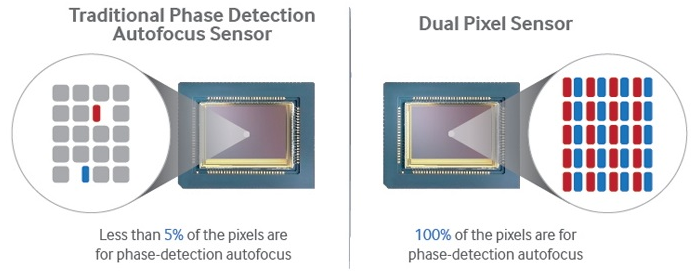 Traditional Phase Detection
Autofocus Sensor
Dual Pixel Sensor
Less than 5% of the pixels are
for phase-detection autofocus
100% of the pixels are for
phase-detection autofocus